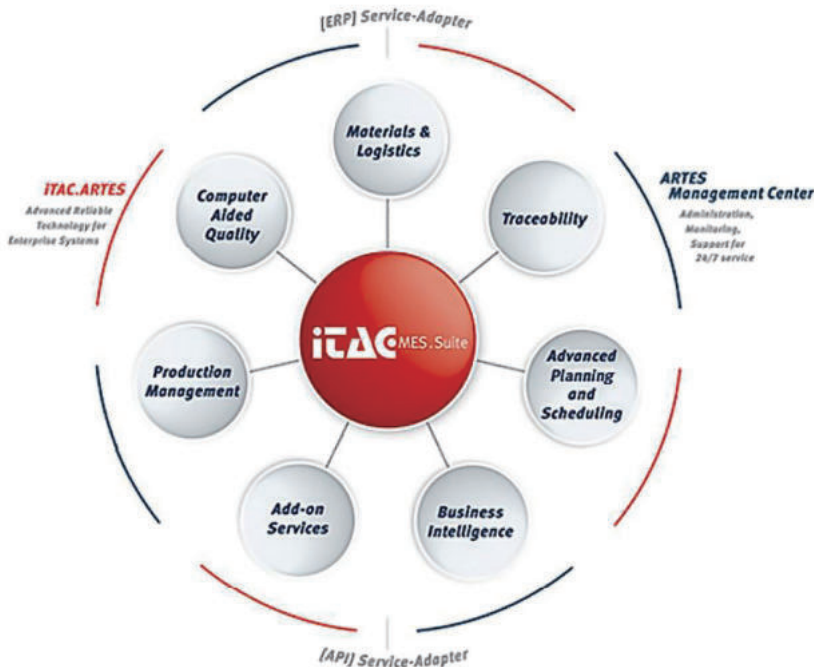 [ERP] Service-Adapter
Materials &
Logistics
iTAC.ARTES
Advanced Reliable
Technology for
Enterprise Systems
Computer
Aided
Quality
Traceability
ARTES
Management Center
Administration,
Monitoring,
Support for
24/7 service
iTAC.MES.Suite
Production
Management
Advanced
Planning
and
Scheduling
Add-on
Services
Business
Intelligence
[API] Service-Adapter